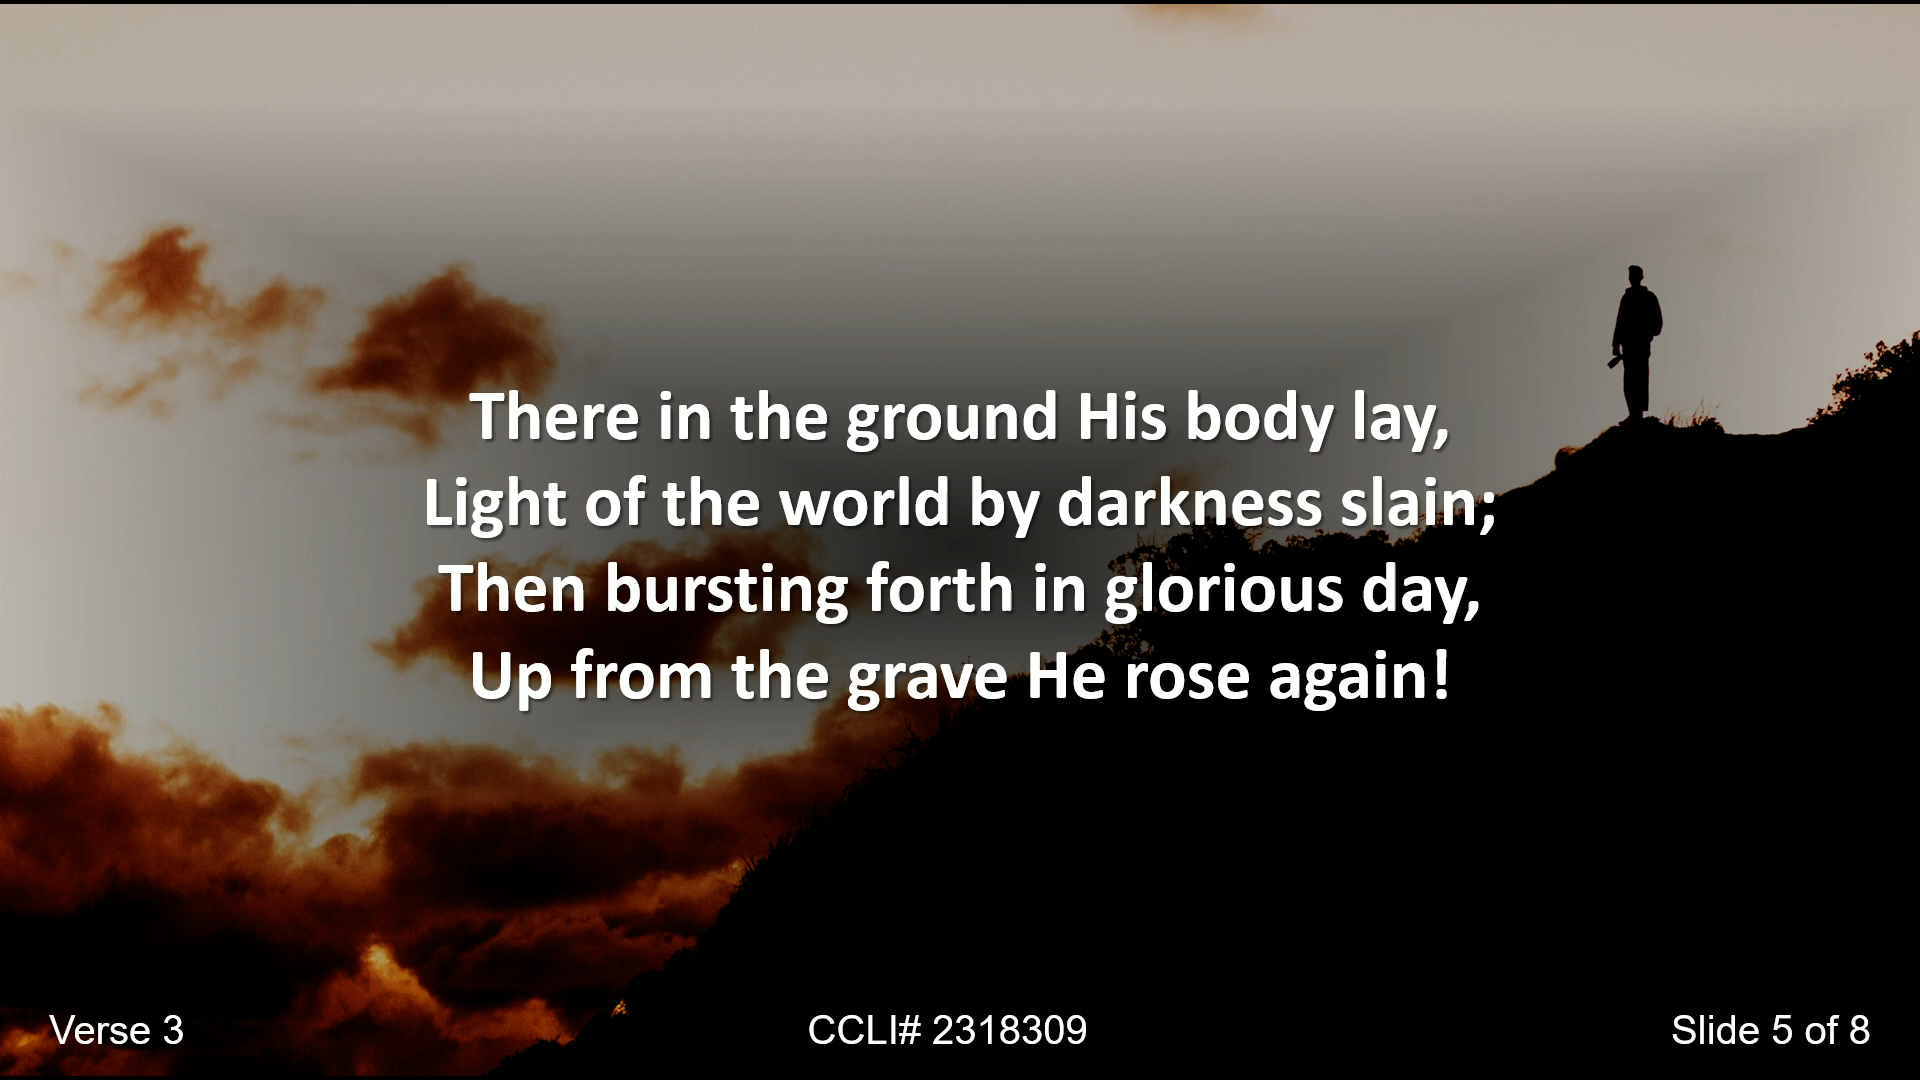 There in the ground His body lay,
Light of the world by darkness slain;
Then bursting forth in glorious day,
Up from the grave He rose again!
Verse 3
CCLI# 2318309
Slide 5 of 8